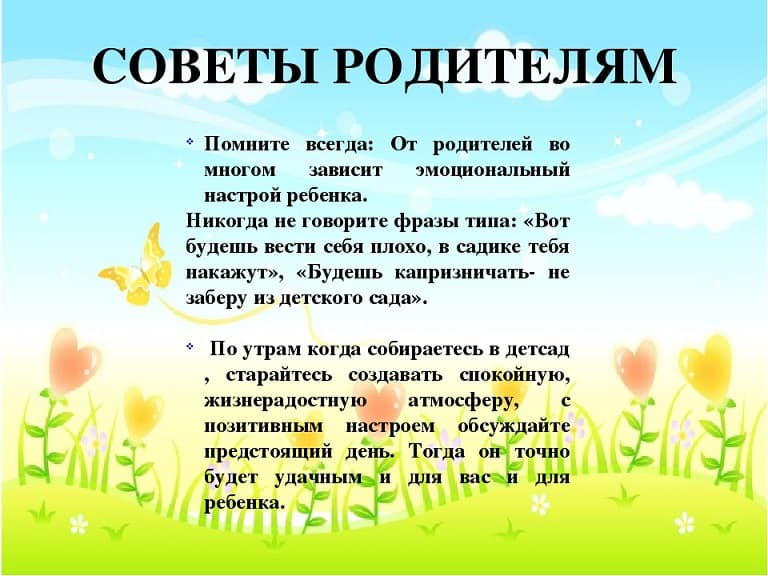 СОВЕТЫ РОДИТЕЛЯМ
Помните всегда: От родителей во
многом зависит эмоциональный
настрой ребенка.
Никогда не говорите фразы типа: «Вот
будешь вести себя плохо, в садике тебя
накажут», «Будешь капризничать- не
заберу из детского сада».
По утрам когда собираетесь в детсад
, старайтесь создавать спокойную,
жизнерадостную атмосферу, с
позитивным настроем обсуждайте
предстоящий день. Тогда он точно
будет удачным и для вас и для
ребенка.